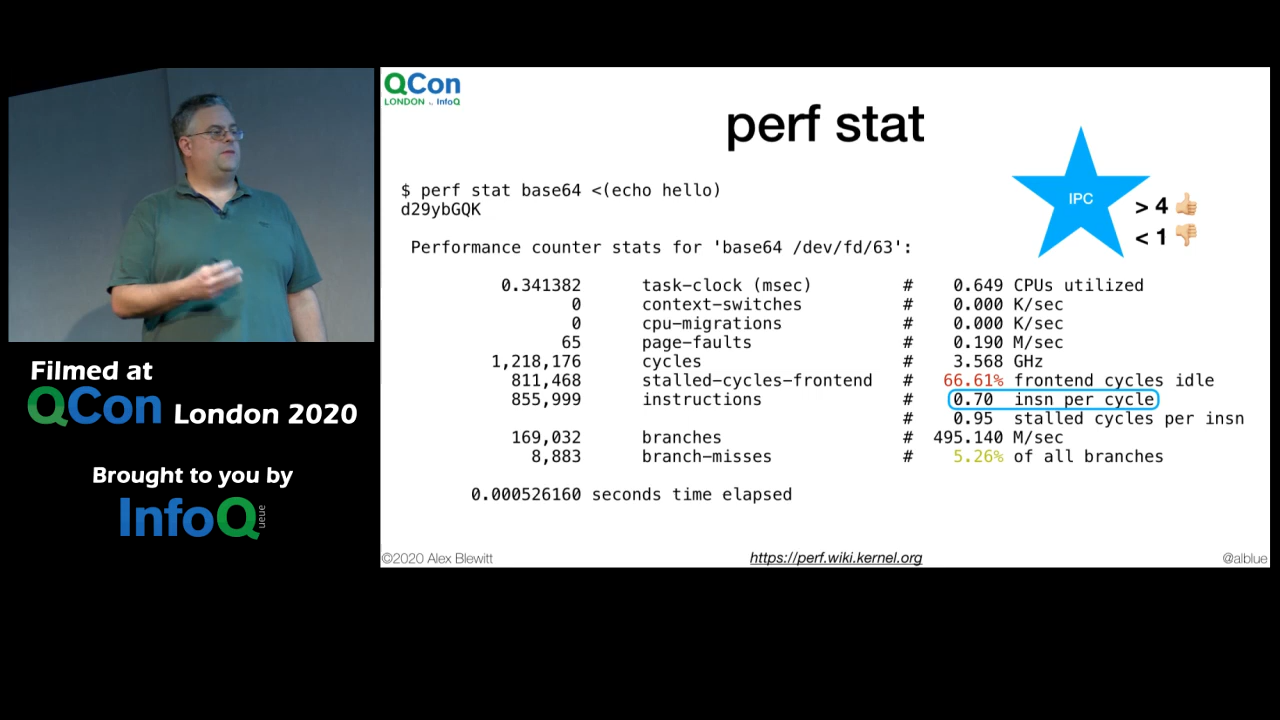 QCon
LONDON by InfoQ
perf stat
IPC
> 4 👍🏻
< 1 👎🏻
$ perf stat base64 <(echo hello)
d29ybGQK
Performance counter stats for 'base64 /dev/fd/63':
0.341382 task-clock (msec) # 0.649 CPUs utilized
0 context-switches # 0.000 K/sec
0 cpu-migrations # 0.000 K/sec
65 page-faults # 0.190 M/sec
1,218,176 cycles # 3.568 GHz
811,468 stalled-cycles-frontend # 66.61% frontend cycles idle
855,999 instructions # 0.70 insn per cycle
# 0.95 stalled cycles per insn
169,032 branches # 495.140 M/sec
8,883 branch-misses # 5.26% of all branches
0.000526160 seconds time elapsed
©2020 Alex Blewitt
https://perf.wiki.kernel.org
@alblue
Filmed at
QCon London 2020
Brought to you by
InfoQueue